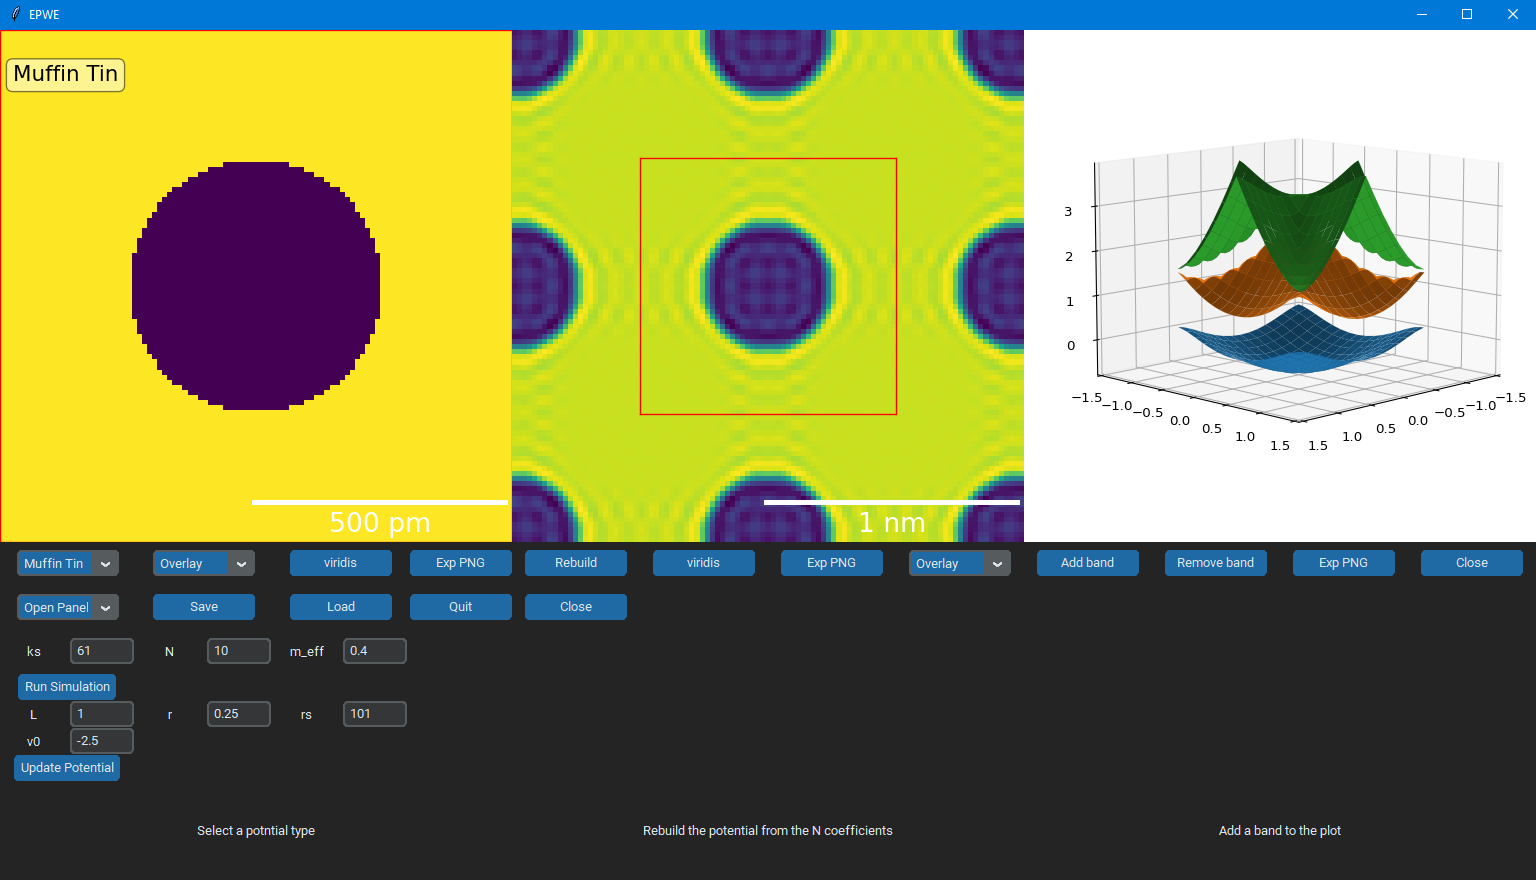 EPWE
Muffin Tin
500 pm
1 nm
3
2
1
0
−1.5 −1.0 −0.5 0.0 0.5 1.0 1.5
1.5 1.0 0.5 0.0 −0.5 −1.0 −1.5
Muffin Tin Overlay viridis Exp PNG Rebuild viridis Exp PNG Overlay Add band Remove band Exp PNG Close
Open Panel Save Load Quit Close
ks 61 N 10 m_eff 0.4
Run Simulation
L 1 r 0.25 rs 101
v0 -2.5
Update Potential
Select a potntial type Rebuild the potential from the N coefficients Add a band to the plot